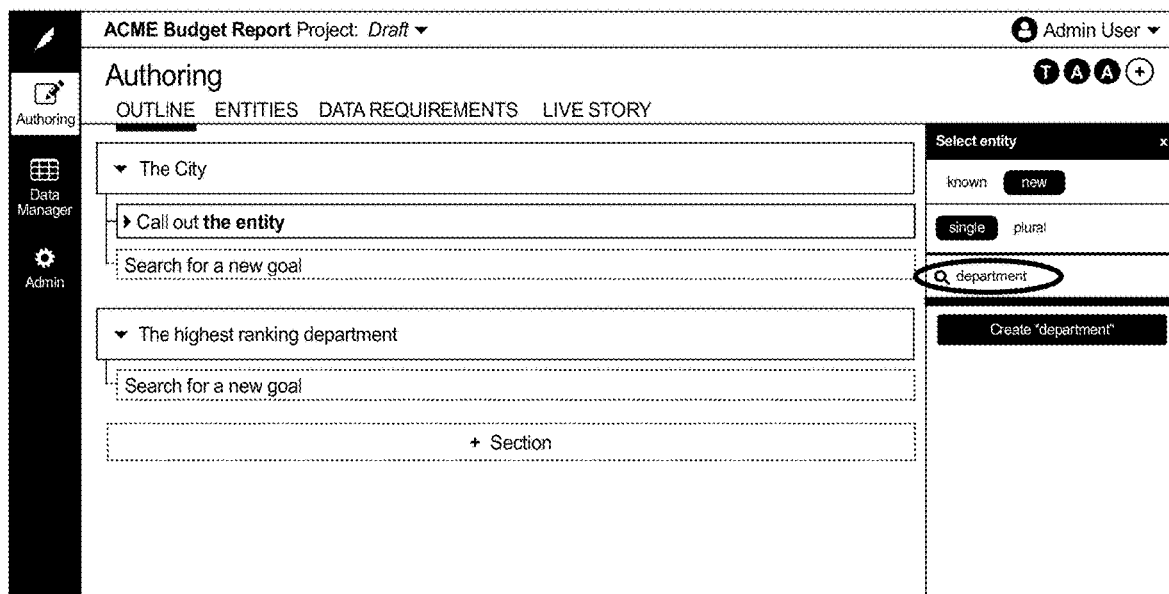 ACME Budget Report Project: Draft
Admin User
Authoring
T A A +
OUTLINE ENTITIES DATA REQUIREMENTS LIVE STORY
Authoring
Data
Manager
Admin
The City
Call out the entity
Search for a new goal
The highest ranking department
Search for a new goal
+ Section
Select entity x
known new
single plural
department
Create "department"